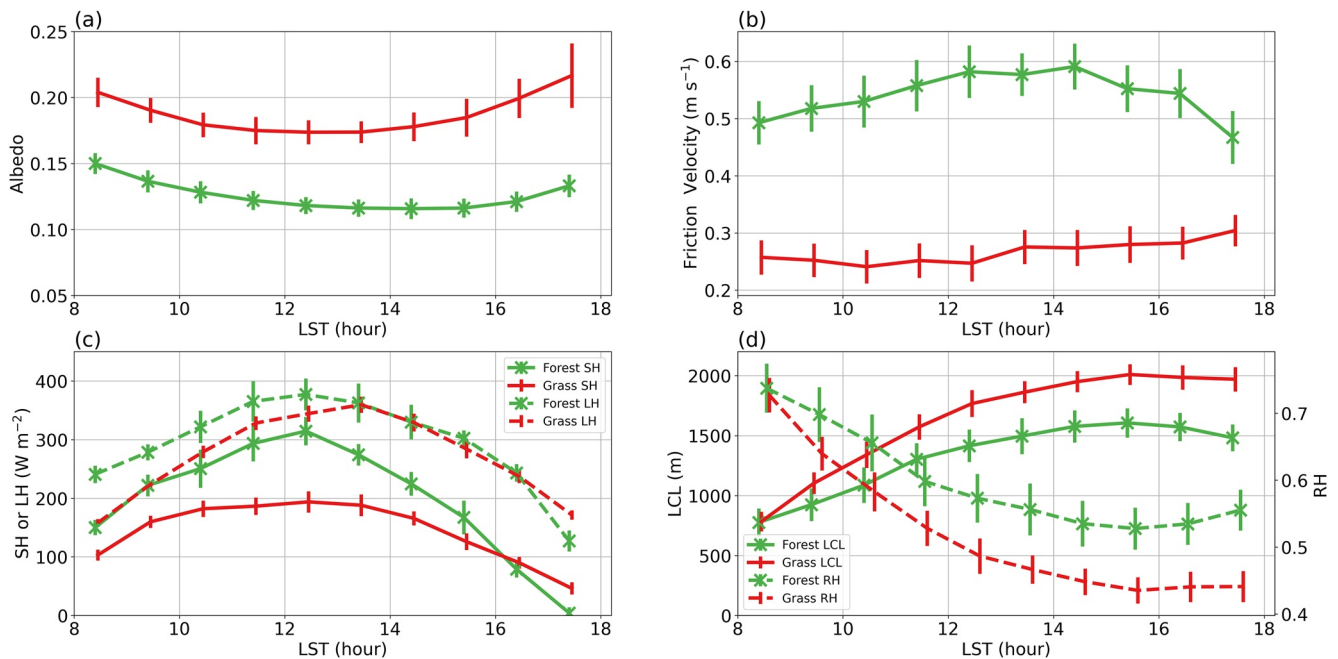 (a)
0.25
0.20
0.15
0.10
0.05
Albedo
8 10 12 14 16 18
LST (hour)
(b)
0.6
0.5
0.4
0.3
0.2
Friction Velocity (m s⁻¹)
8 10 12 14 16 18
LST (hour)
(c)
400
300
200
100
0
SH or LH (W m⁻²)
Forest SH
Grass SH
Forest LH
Grass LH
8 10 12 14 16 18
LST (hour)
(d)
2000
1500
1000
500
0
LCL (m)
Forest LCL
Grass LCL
Forest RH
Grass RH
0.7
0.6
0.5
0.4
RH
8 10 12 14 16 18
LST (hour)